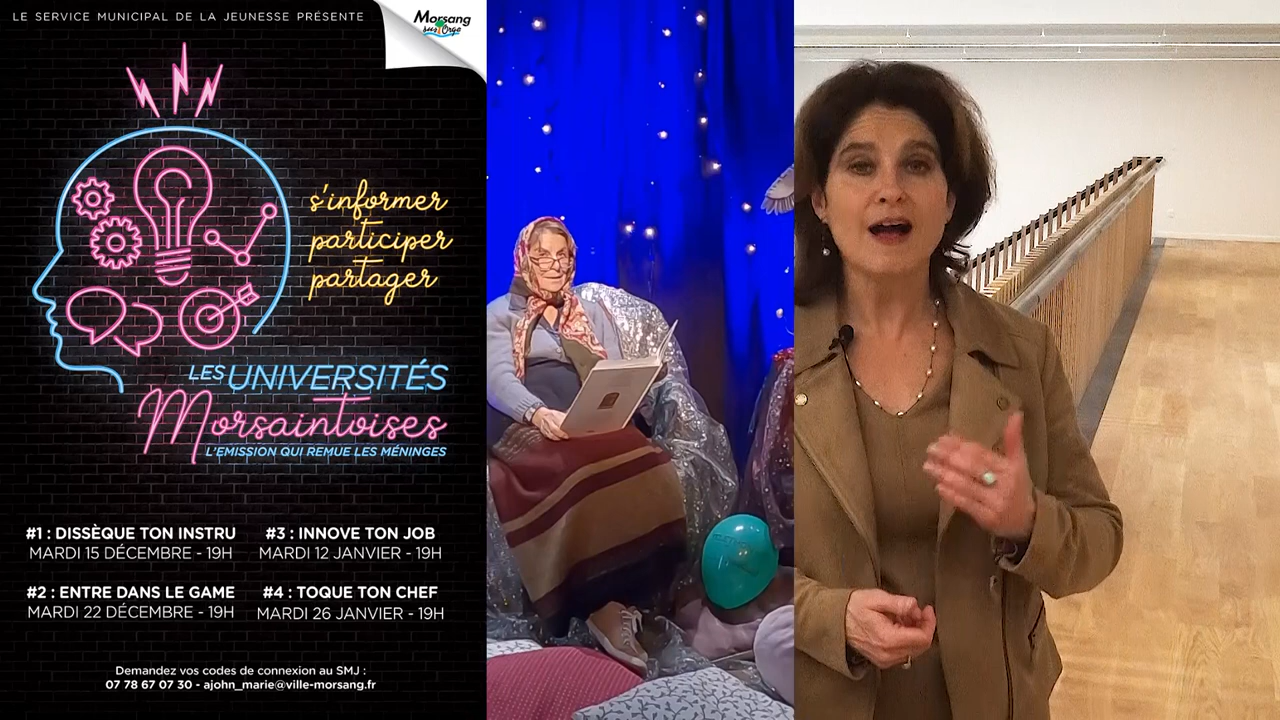 LE SERVICE MUNICIPAL DE LA JEUNESSE PRÉSENTE
Morsang
sur Orge
s'informer
participer
partager
LES UNIVERSITÉS
Morsaintoises
L'EMISSION QUI REMUE LES MÉNINGES
#1 : DISSÈQUE TON INSTRU
MARDI 15 DÉCEMBRE - 19H
#2 : ENTRE DANS LE GAME
MARDI 22 DÉCEMBRE - 19H
#3 : INNOVE TON JOB
MARDI 12 JANVIER - 19H
#4 : TOQUE TON CHEF
MARDI 26 JANVIER - 19H
Demandez vos codes de connexion au SMJ :
07 78 67 07 30 - ajohn_marie@ville-morsang.fr